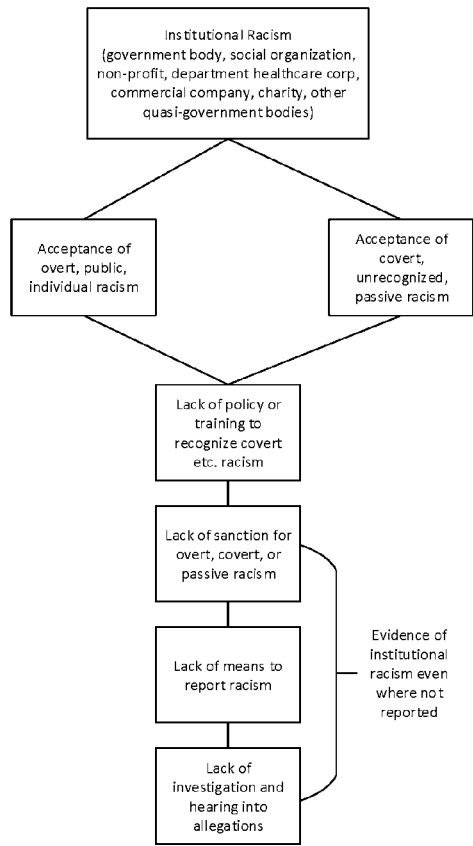 Institutional Racism
(government body, social organization,
non-profit, department healthcare corp,
commercial company, charity, other
quasi-government bodies)
Acceptance of
overt, public,
individual racism
Acceptance of
covert,
unrecognized,
passive racism
Lack of policy or
training to
recognize covert
etc. racism
Lack of sanction for
overt, covert, or
passive racism
Lack of means to
report racism
Lack of
investigation and
hearing into
allegations
Evidence of
institutional
racism even
where not
reported